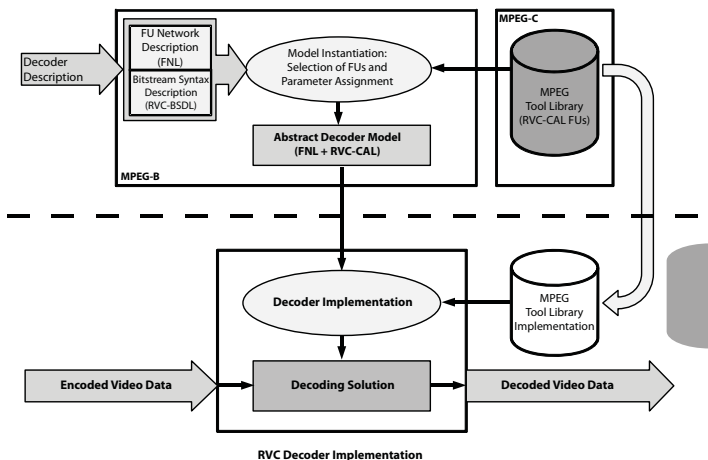 MPEG-C
FU Network
Description
(FNL)
Decoder
Description
Bitstream Syntax
Description
(RVC-BSDL)
Model Instantiation:
Selection of FUs and
Parameter Assignment
MPEG
Tool Library
(RVC-CAL FUs)
Abstract Decoder Model
(FNL + RVC-CAL)
MPEG-B
Decoder Implementation
MPEG
Tool Library
Implementation
Encoded Video Data
Decoding Solution
Decoded Video Data
RVC Decoder Implementation